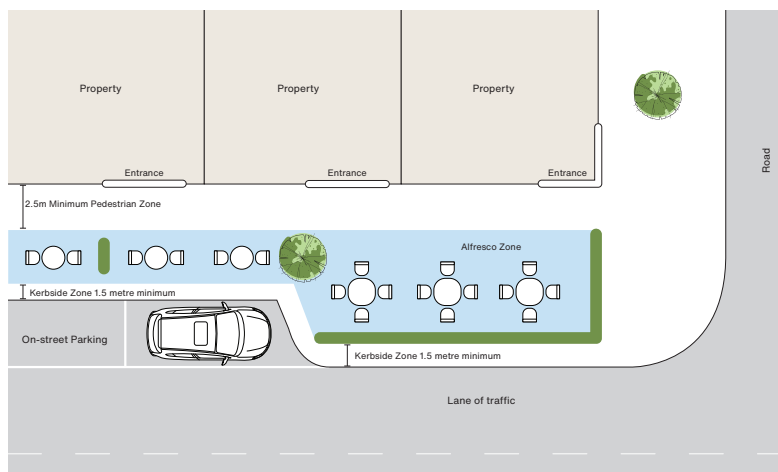 Property
Property
Property
Road
Entrance
Entrance
Entrance
2.5m Minimum Pedestrian Zone
Alfresco Zone
Kerbside Zone 1.5 metre minimum
On-street Parking
Kerbside Zone 1.5 metre minimum
Lane of traffic